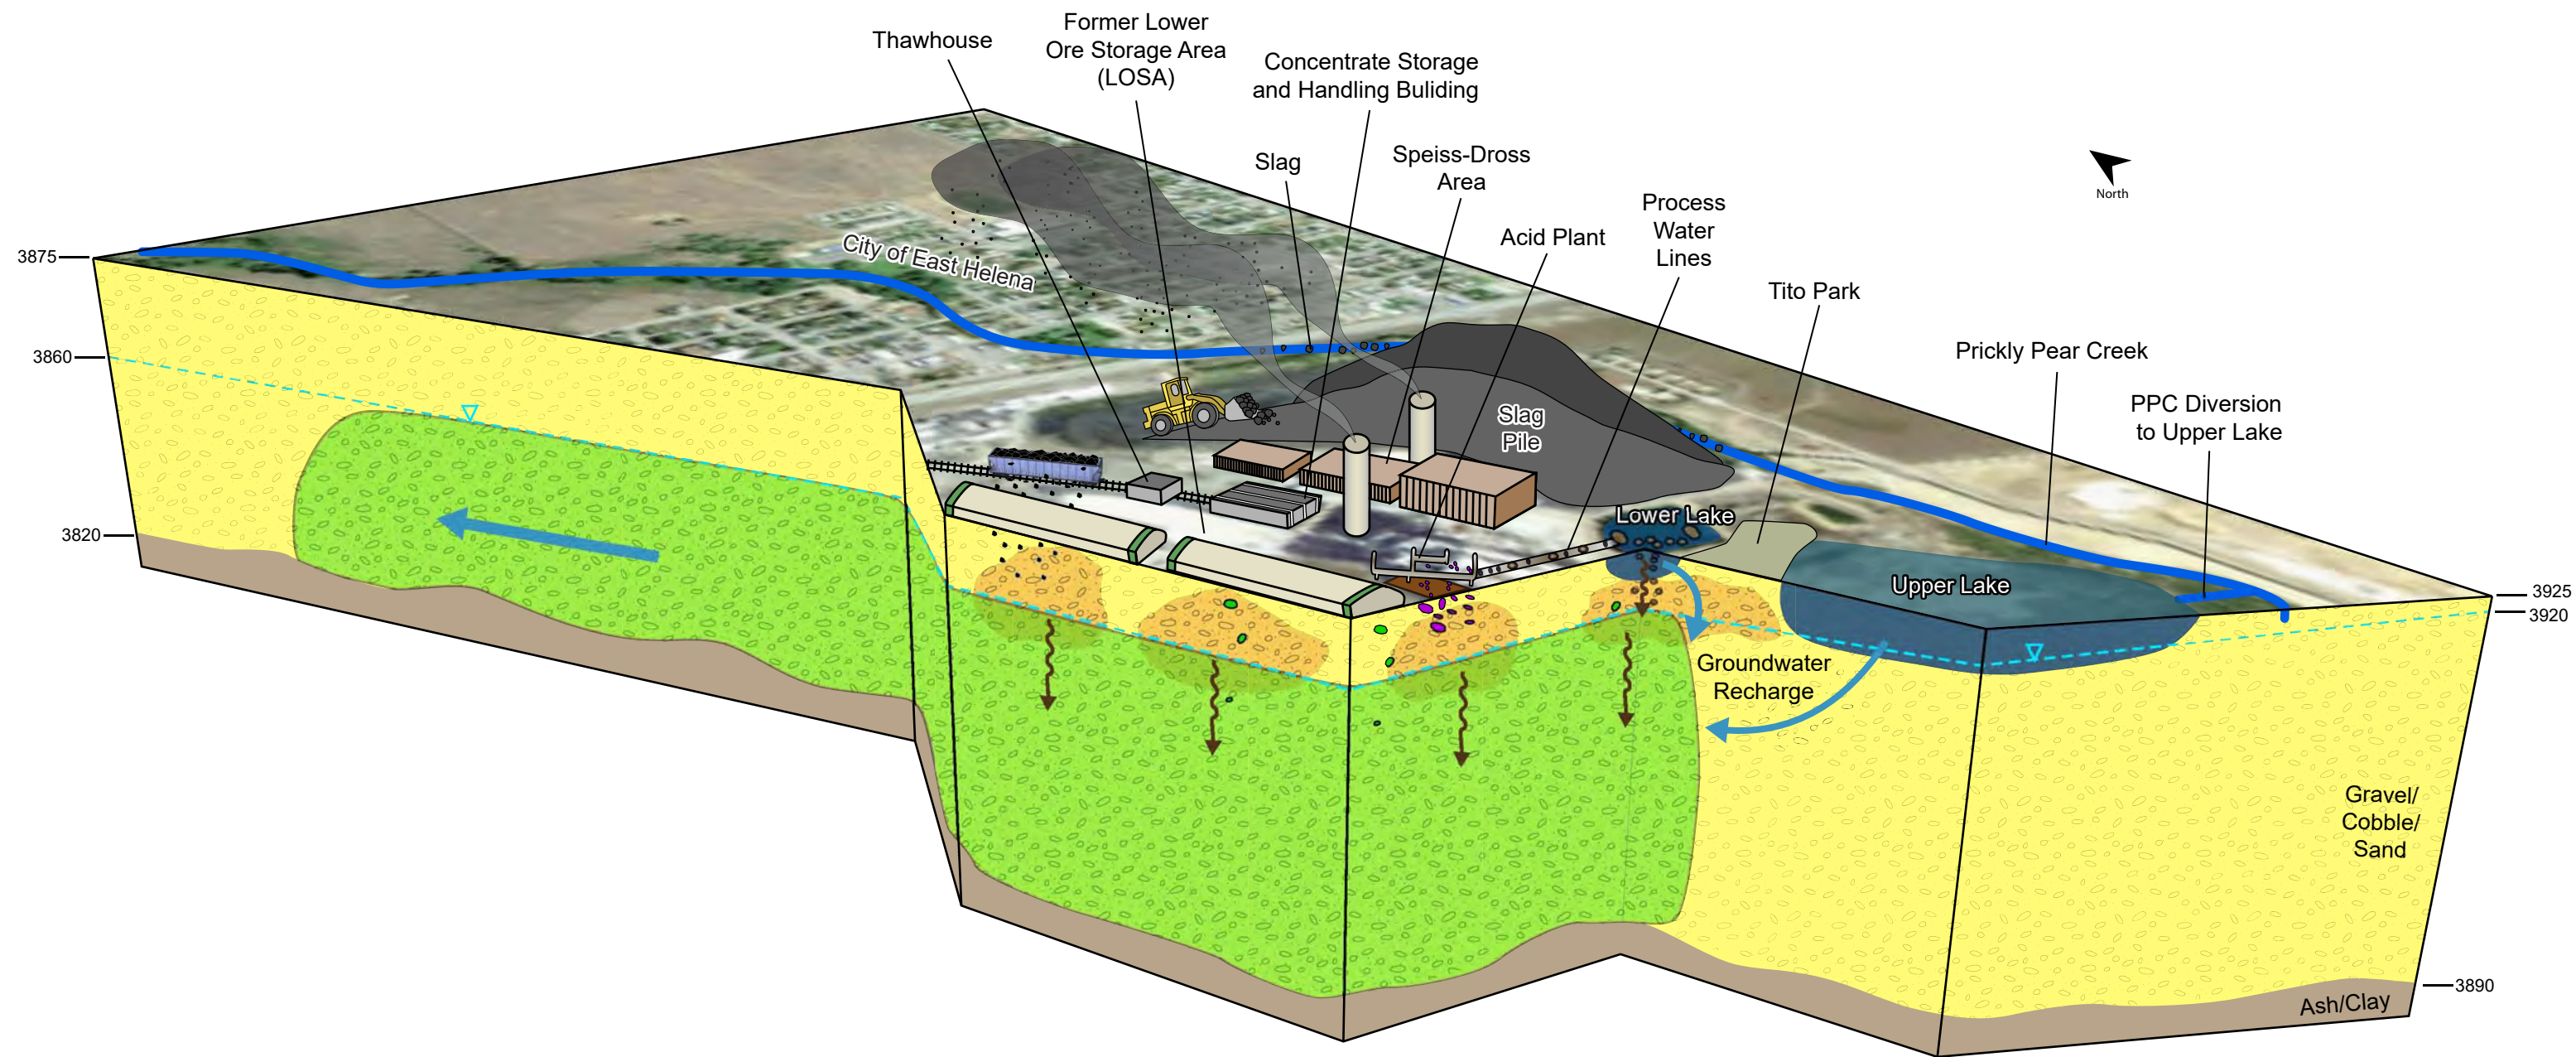 Thawhouse
Former Lower
Ore Storage Area
(LOSA)
Concentrate Storage
and Handling Buliding
Slag
Speiss-Dross
Area
Acid Plant
Process
Water
Lines
Tito Park
North
Prickly Pear Creek
PPC Diversion
to Upper Lake
City of East Helena
3875
3860
3820
Slag
Pile
Lower Lake
Upper Lake
3925
3920
Groundwater
Recharge
Gravel/
Cobble/
Sand
Ash/Clay
3890